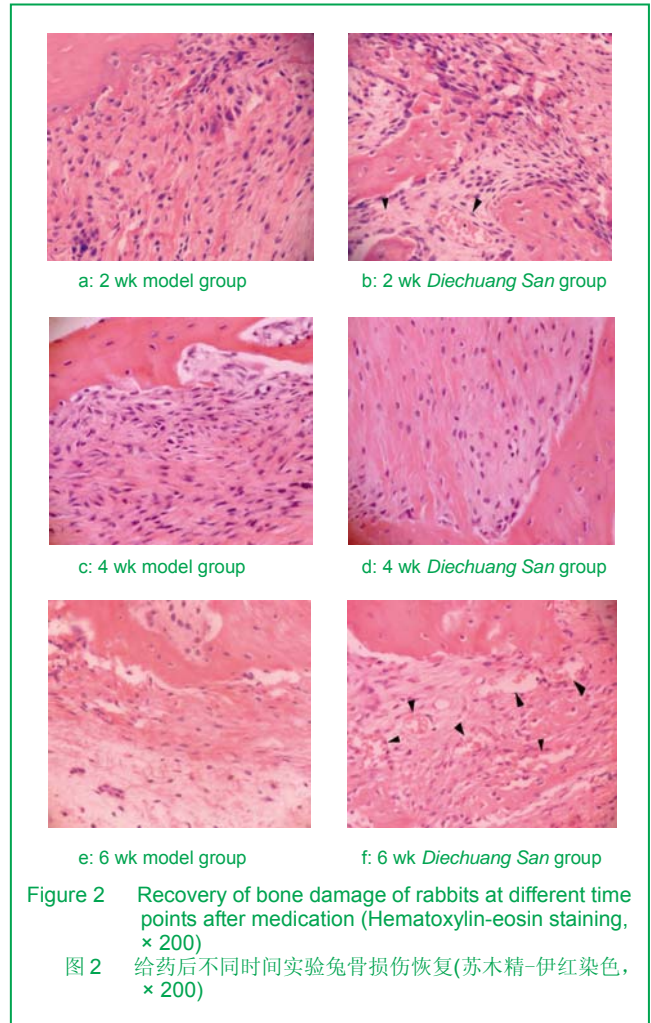 a: 2 wk model group
b: 2 wk Diechuang San group
c: 4 wk model group
d: 4 wk Diechuang San group
e: 6 wk model group
f: 6 wk Diechuang San group
Figure 2 Recovery of bone damage of rabbits at different time
points after medication (Hematoxylin-eosin staining,
× 200)
图 2 给药后不同时间实验兔骨损伤恢复(苏木精-伊红染色,
× 200)